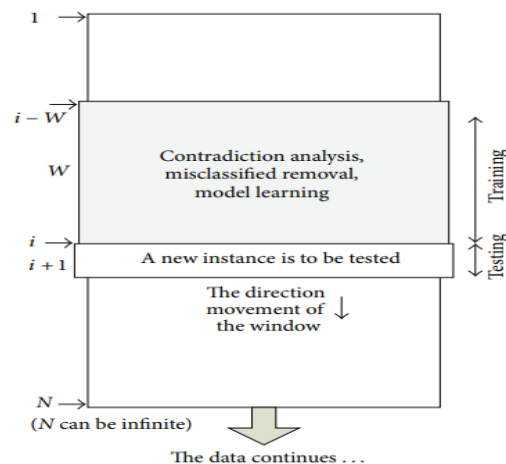 1
i − W
W
Contradiction analysis,
misclassified removal,
model learning
Training
i
i + 1
A new instance is to be tested
Testing
The direction
movement of
the window
N
(N can be infinite)
The data continues . . .